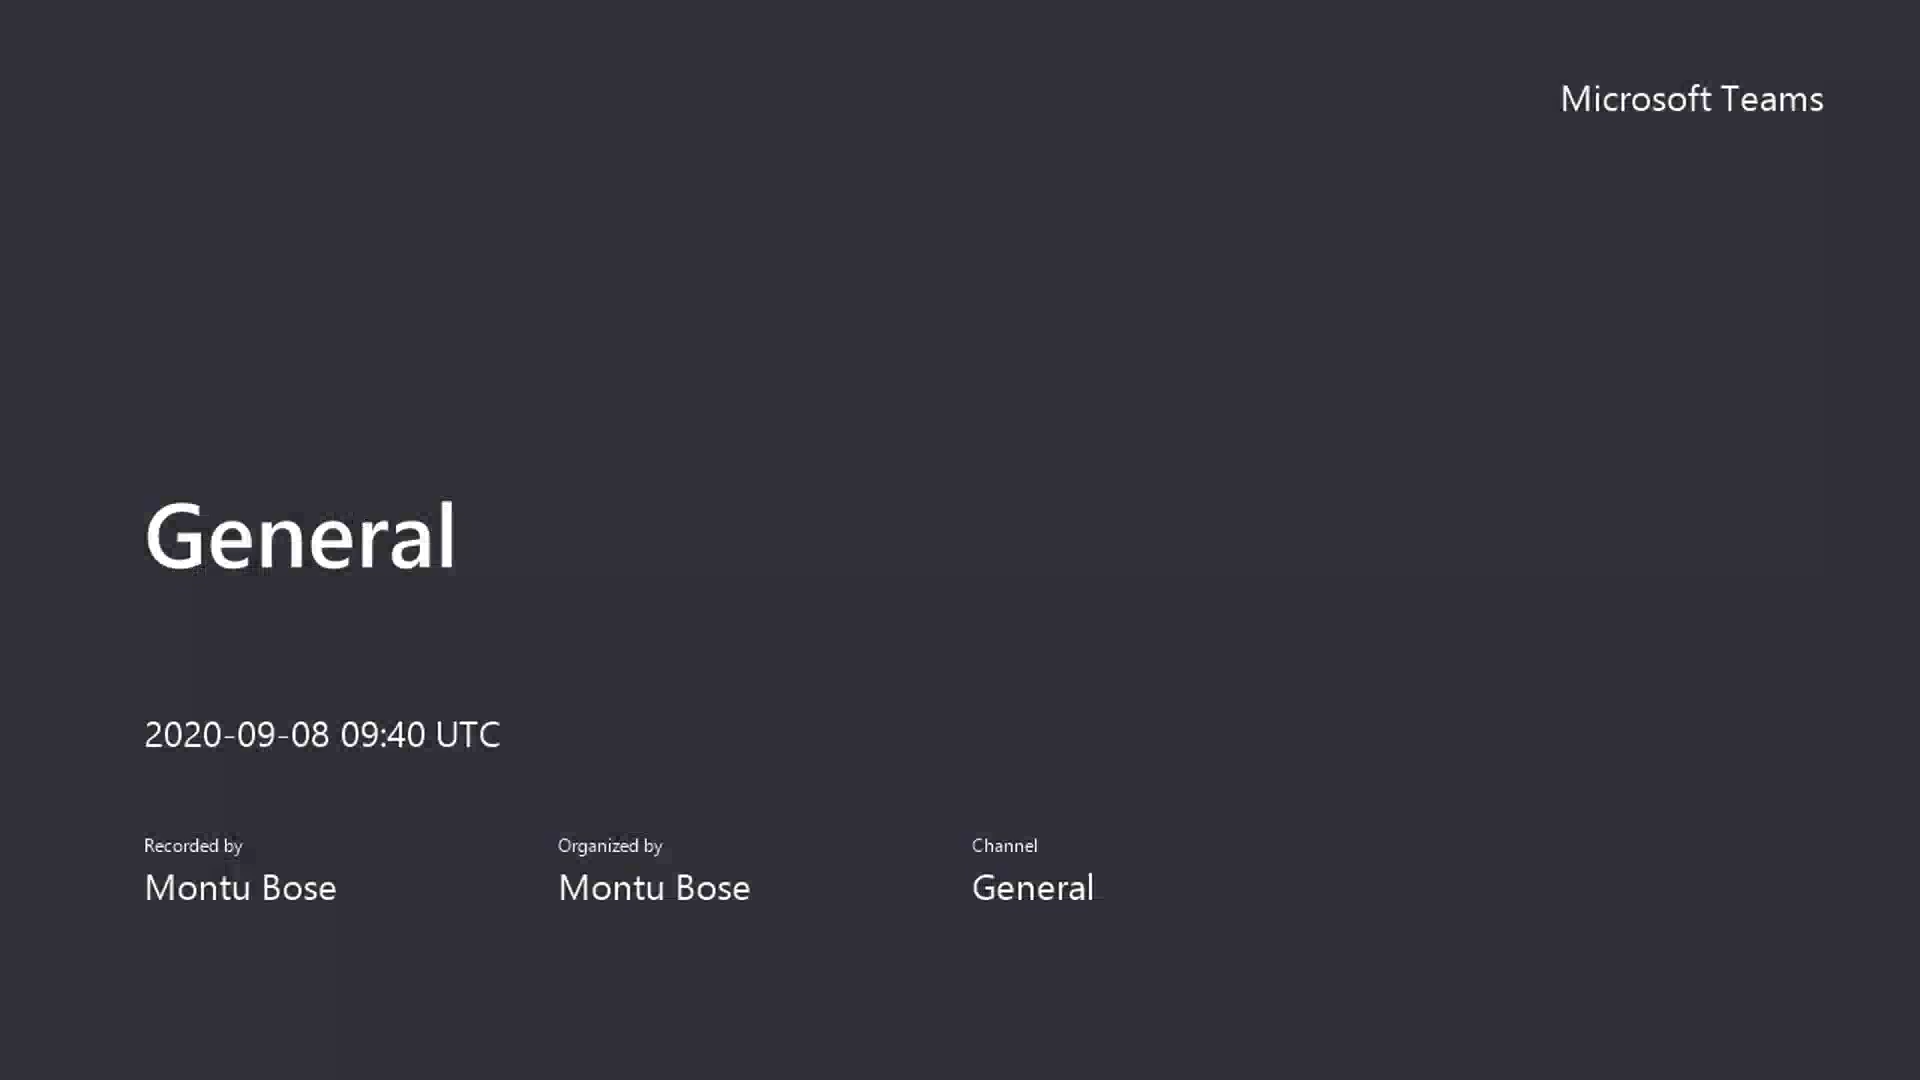 Microsoft Teams
General
2020-09-08 09:40 UTC
Recorded by
Montu Bose
Organized by
Montu Bose
Channel
General